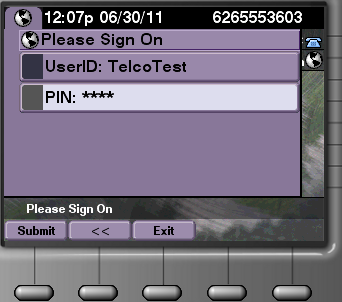 12:07p 06/30/11 6265553603
Please Sign On
UserID: TelcoTest
PIN: ****
Please Sign On
Submit << Exit